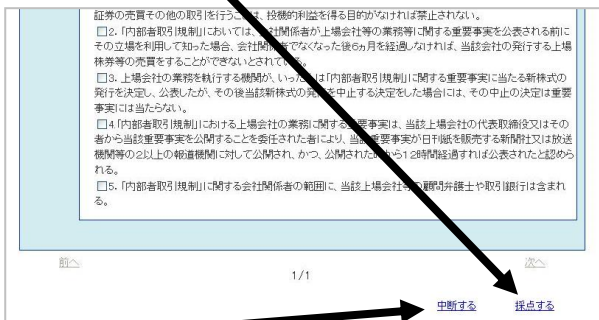 証券の売買その他の取引を行うことは、投機的利益を得る目的がなければ禁止されない。
□2.「内部者取引規制」においては、会社関係者が上場会社等の業務等に関する重要事実を公表される前に
その立場を利用して知った場合、会社関係者でなくなった後6ヵ月を経過しなければ、当該会社の発行する上場
株券等の売買をすることができないとされている。
□3. 上場会社の業務を執行する機関が、いったんは「内部者取引規制」に関する重要事実に当たる新株式の
発行を決定し、公表したが、その後当該新株式の発行を中止する決定をした場合には、その中止の決定は重要
事実には当たらない。
□4.「内部者取引規制」における上場会社の業務に関する重要事実は、当該上場会社の代表取締役又はその
者から当該重要事実を公開することを委任された者により、当該重要事実が日刊紙を販売する新聞社又は放送
機関等の2以上の報道機関に対して公開され、かつ、公開された時から12時間経過すれば公表されたと認めら
れる。
□5.「内部者取引規制」に関する会社関係者の範囲に、当該上場会社等の顧問弁護士や取引銀行は含まれ
る。
前へ 次へ
1/1
中断する 採点する